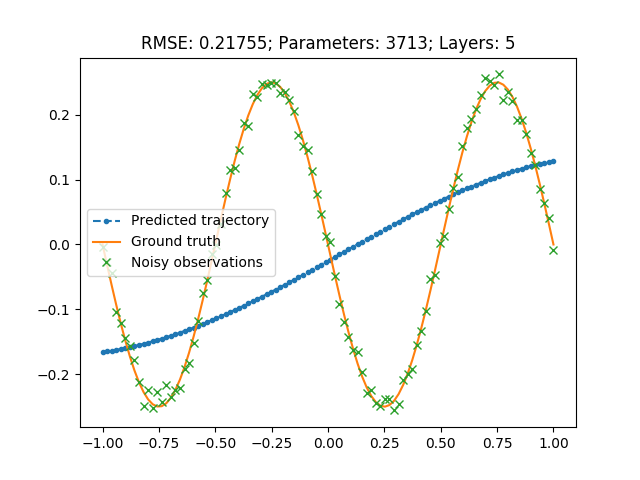 RMSE: 0.21755; Parameters: 3713; Layers: 5
0.2
0.1
0.0
−0.1
−0.2
Predicted trajectory
Ground truth
Noisy observations
−1.00 −0.75 −0.50 −0.25 0.00 0.25 0.50 0.75 1.00